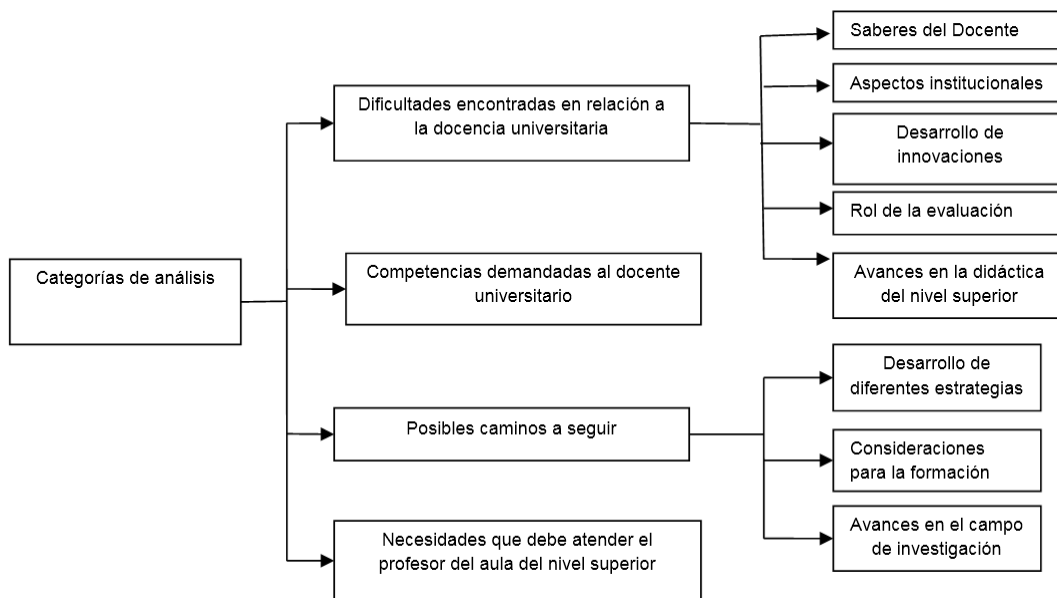 Categorías de análisis
Dificultades encontradas en relación a
la docencia universitaria
Saberes del Docente
Aspectos institucionales
Desarrollo de
innovaciones
Rol de la evaluación
Avances en la didáctica
del nivel superior
Competencias demandadas al docente
universitario
Posibles caminos a seguir
Desarrollo de
diferentes estrategias
Consideraciones
para la formación
Avances en el campo
de investigación
Necesidades que debe atender el
profesor del aula del nivel superior